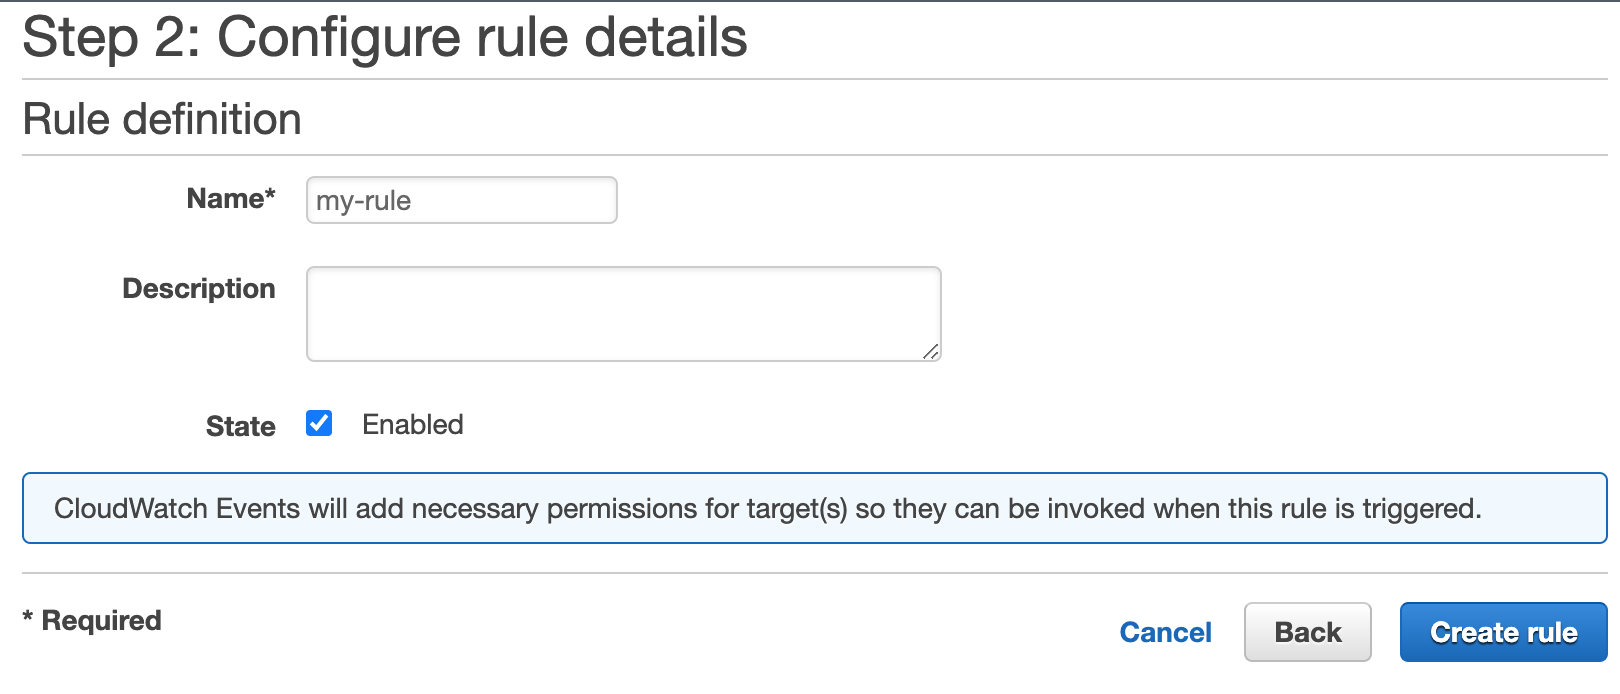 Step 2: Configure rule details
Rule definition
Name* my-rule
Description
State Enabled
CloudWatch Events will add necessary permissions for target(s) so they can be invoked when this rule is triggered.
* Required
Cancel Back Create rule